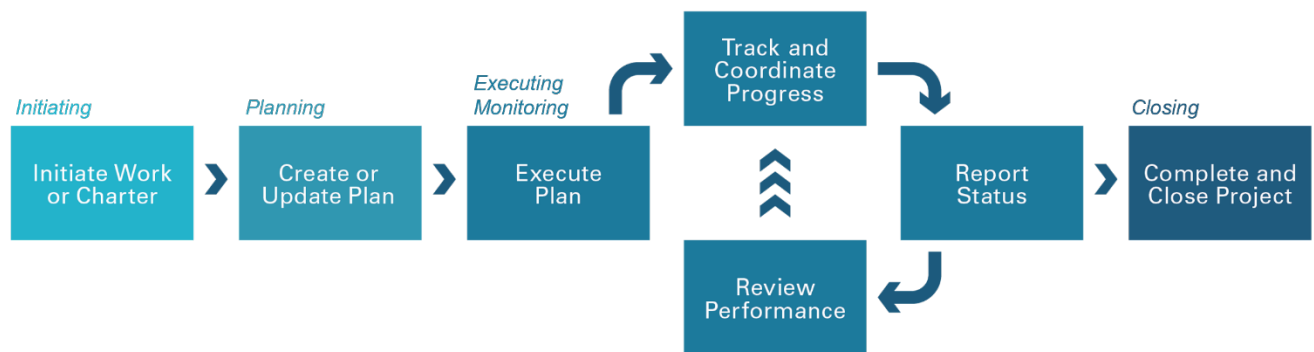 Initiating
Initiate Work
or Charter
Planning
Create or
Update Plan
Executing
Monitoring
Execute
Plan
Track and
Coordinate
Progress
Report
Status
Review
Performance
Closing
Complete and
Close Project